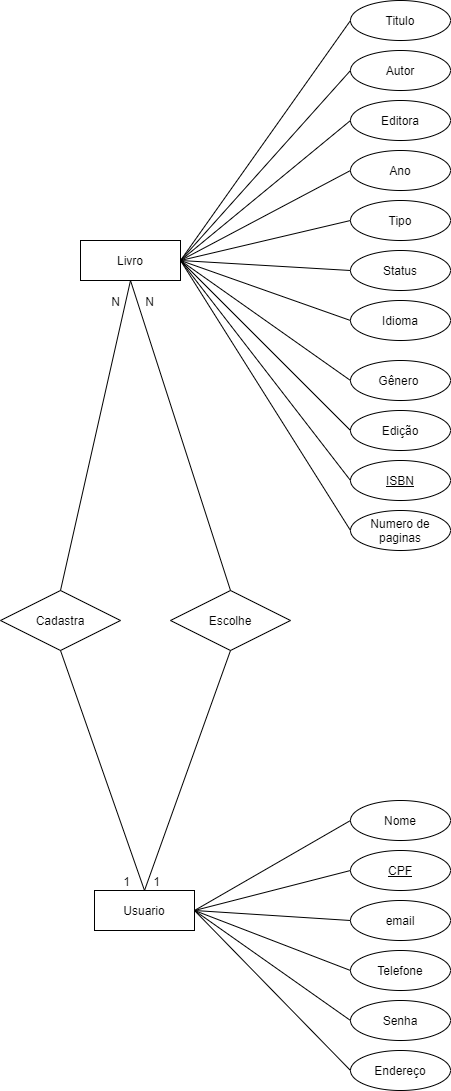 Titulo
Autor
Editora
Ano
Tipo
Livro
Status
N
N
Idioma
Gênero
Edição
ISBN
Numero de
paginas
Cadastra
Escolhe
Nome
CPF
1
1
Usuario
email
Telefone
Senha
Endereço